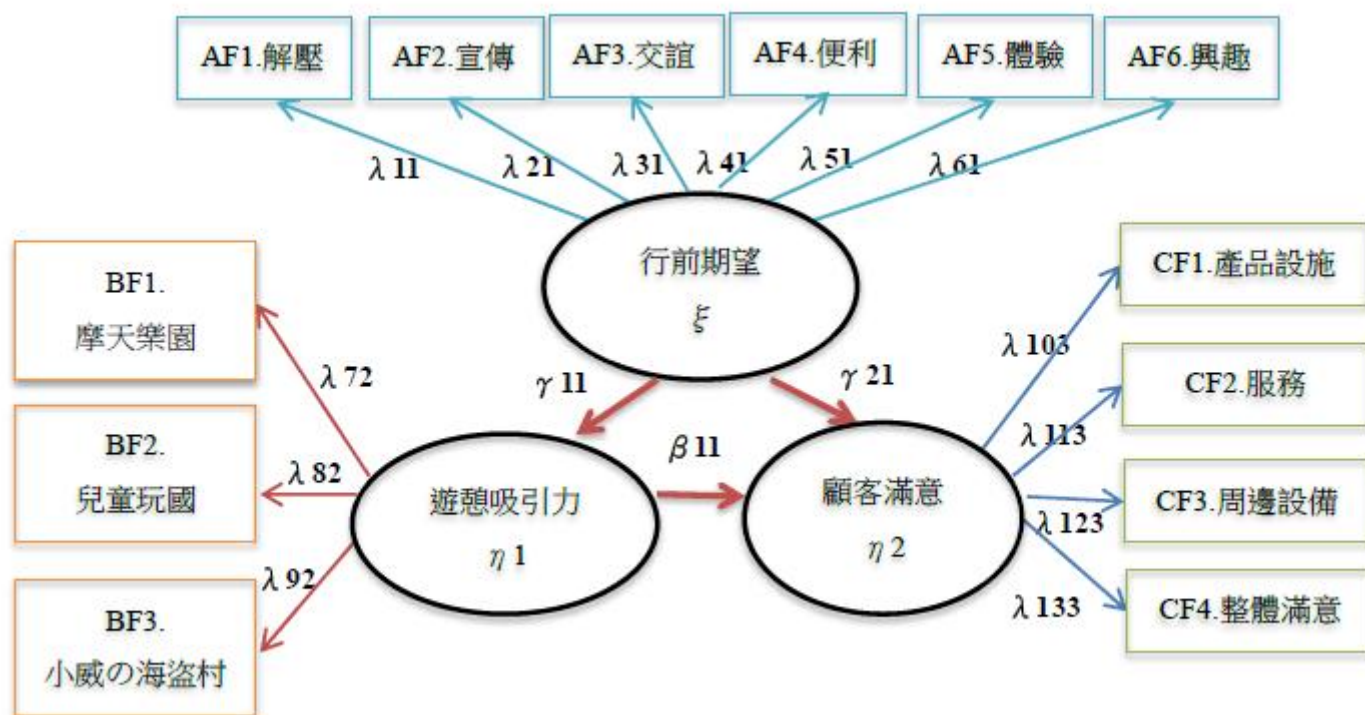 AF1.解壓
AF2.宣傳
AF3.交誼
AF4.便利
AF5.體驗
AF6.興趣
λ 11
λ 21
λ 31
λ 41
λ 51
λ 61
行前期望
ξ
BF1.
摩天樂園
BF2.
兒童玩國
BF3.
小威の海盜村
λ 72
λ 82
λ 92
γ 11
γ 21
β 11
遊憩吸引力
η 1
顧客滿意
η 2
λ 103
λ 113
λ 123
λ 133
CF1.產品設施
CF2.服務
CF3.周邊設備
CF4.整體滿意